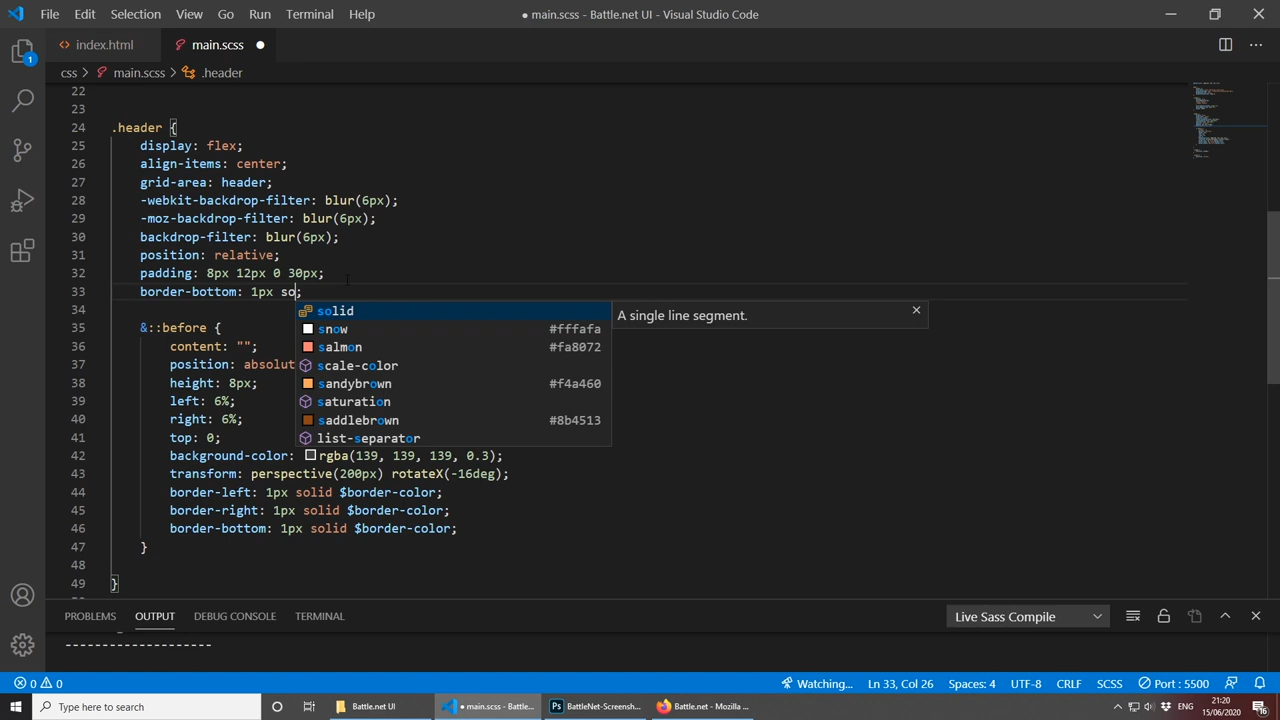 File Edit Selection View Go Run Terminal Help ● main.scss - Battle.net UI - Visual Studio Code
index.html main.scss
css > main.scss > .header
22
23
24 .header {
25 display: flex;
26 align-items: center;
27 grid-area: header;
28 -webkit-backdrop-filter: blur(6px);
29 -moz-backdrop-filter: blur(6px);
30 backdrop-filter: blur(6px);
31 position: relative;
32 padding: 8px 12px 0 30px;
33 border-bottom: 1px so;
34 solid A single line segment.
35 &::before { snow #fffafa
36 content: ""; salmon #fa8072
37 position: absolut scale-color
38 height: 8px; sandybrown #f4a460
39 left: 6%; saturation
40 right: 6%; saddlebrown #8b4513
41 top: 0; list-separator
42 background-color: rgba(139, 139, 139, 0.3);
43 transform: perspective(200px) rotateX(-16deg);
44 border-left: 1px solid $border-color;
45 border-right: 1px solid $border-color;
46 border-bottom: 1px solid $border-color;
47 }
48
49 }
PROBLEMS OUTPUT DEBUG CONSOLE TERMINAL Live Sass Compile
--------------------
0 0 Watching... Ln 33, Col 26 Spaces: 4 UTF-8 CRLF SCSS Port : 5500
Type here to search Battle.net UI ● main.scss - Battle... BattleNet-Screensh... Battle.net - Mozilla ... ENG 21:20 15/06/2020 16